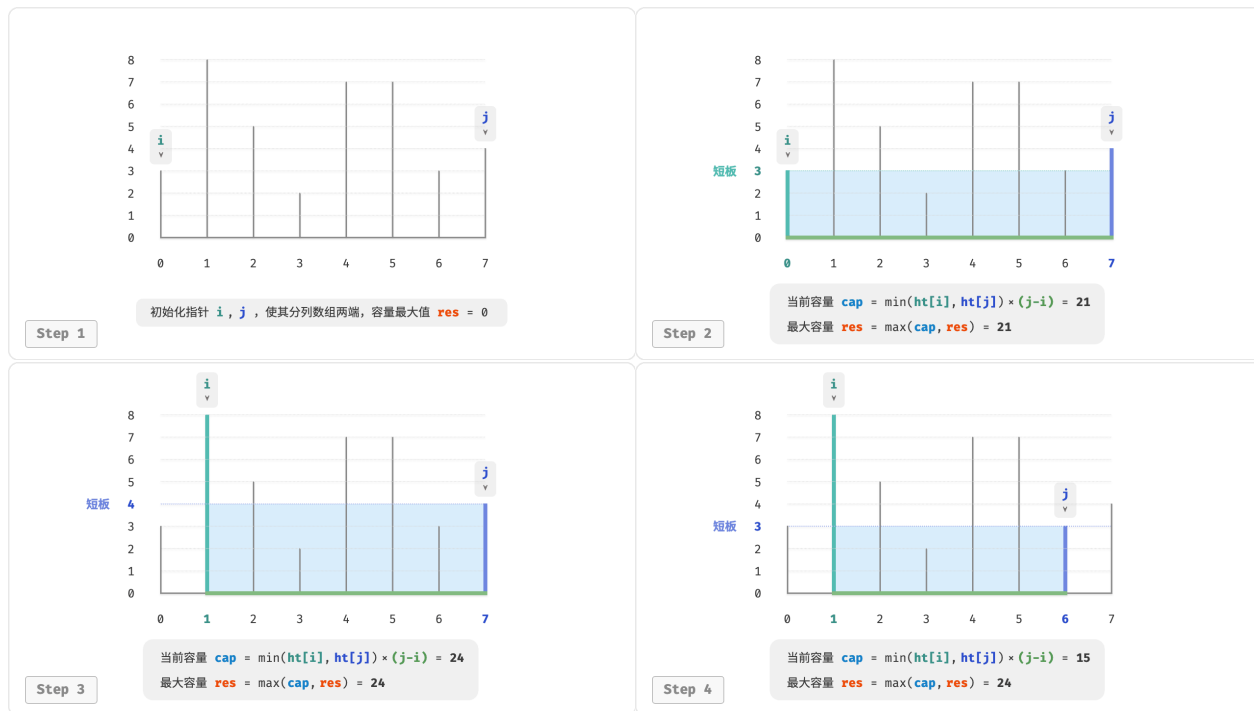 8
7
6
5
4
3
2
1
0
i
j
0 1 2 3 4 5 6 7
初始化指针 i , j , 使其分列数组两端，容量最大值 res = 0
Step 1
8
7
6
5
4
短板 3
2
1
0
i
j
0 1 2 3 4 5 6 7
当前容量 cap = min(ht[i], ht[j]) × (j-i) = 21
最大容量 res = max(cap, res) = 21
Step 2
i
8
7
6
5
短板 4
3
2
1
0
j
0 1 2 3 4 5 6 7
当前容量 cap = min(ht[i], ht[j]) × (j-i) = 24
最大容量 res = max(cap, res) = 24
Step 3
i
8
7
6
5
4
短板 3
2
1
0
j
0 1 2 3 4 5 6 7
当前容量 cap = min(ht[i], ht[j]) × (j-i) = 15
最大容量 res = max(cap, res) = 24
Step 4